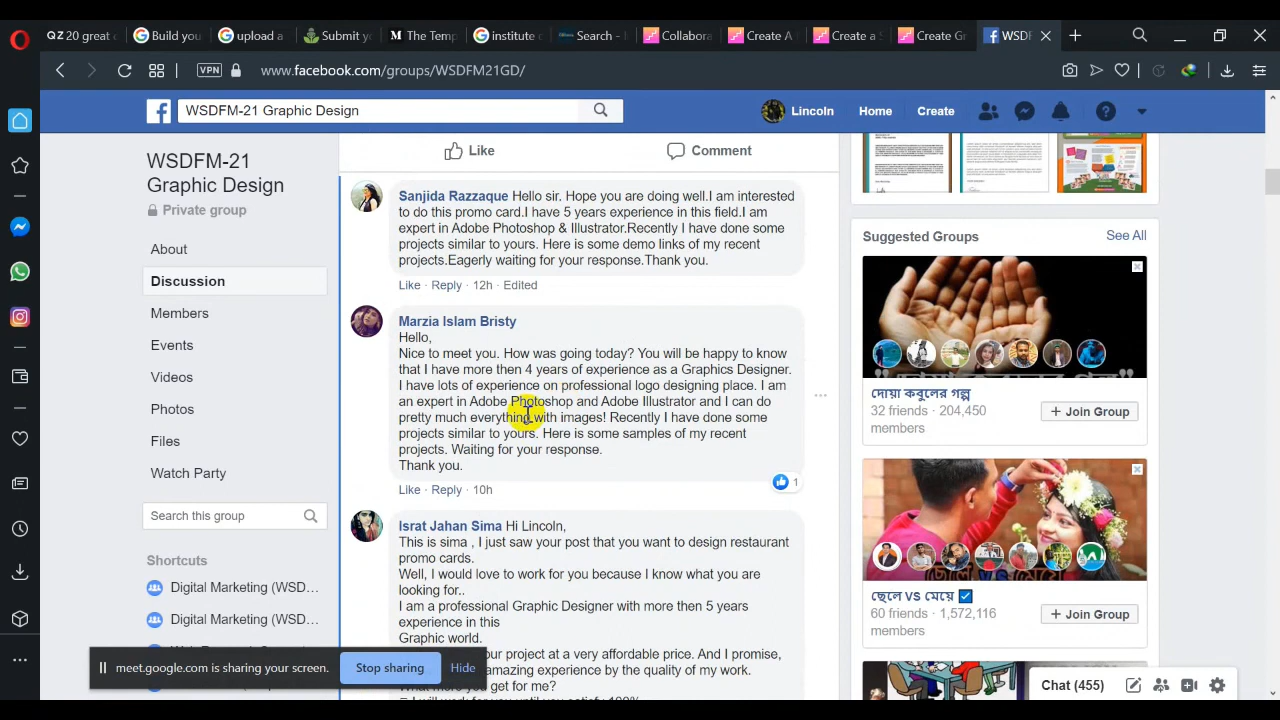 QZ 20 great
Build you
upload a
Submit yo
M The Temp
institute
Search -
Collabora
Create A
Create a
Create Gr
WSDF
VPN
www.facebook.com/groups/WSDFM21GD/
WSDFM-21 Graphic Design
Lincoln
Home
Create
WSDFM-21
Graphic Design
Private group
About
Discussion
Members
Events
Videos
Photos
Files
Watch Party
Search this group
Shortcuts
Digital Marketing (WSD...
Digital Marketing (WSD...
Like
Comment
Sanjida Razzaque Hallo sir. Hope you are doing well.I am interested
to do this promo card.I have 5 years experience in this field.I am
expert in Adobe Photoshop & Illustrator.Recently I have done some
projects similar to yours. Here is some demo links of my recent
projects.Eagerly waiting for your response.Thank you.
Like · Reply · 12h · Edited
Marzia Islam Bristy
Hello,
Nice to meet you. How was going today? You will be happy to know
that I have more then 4 years of experience as a Graphics Designer.
I have lots of experience on professional logo designing place. I am
an expert in Adobe Photoshop and Adobe Illustrator and I can do
pretty much everything with images! Recently I have done some
projects similar to yours. Here is some samples of my recent
projects. Waiting for your response.
Thank you.
1
Like · Reply · 10h
Israt Jahan Sima Hi Lincoln,
This is sima , I just saw your post that you want to design restaurant
promo cards.
Well, I would love to work for you because I know what you are
looking for..
I am a professional Graphic Designer with more then 5 years
experience in this
Graphic world.
our project at a very affordable price. And I promise,
amazing experience by the quality of my work.
get for me?
Suggested Groups
See All
দোয়া কবুলের গল্প
32 friends · 204,450
members
+ Join Group
ছেলে VS মেয়ে
ছেলে VS মেয়ে
60 friends · 1,572,116
members
+ Join Group
meet.google.com is sharing your screen.
Stop sharing
Hide
Chat (455)